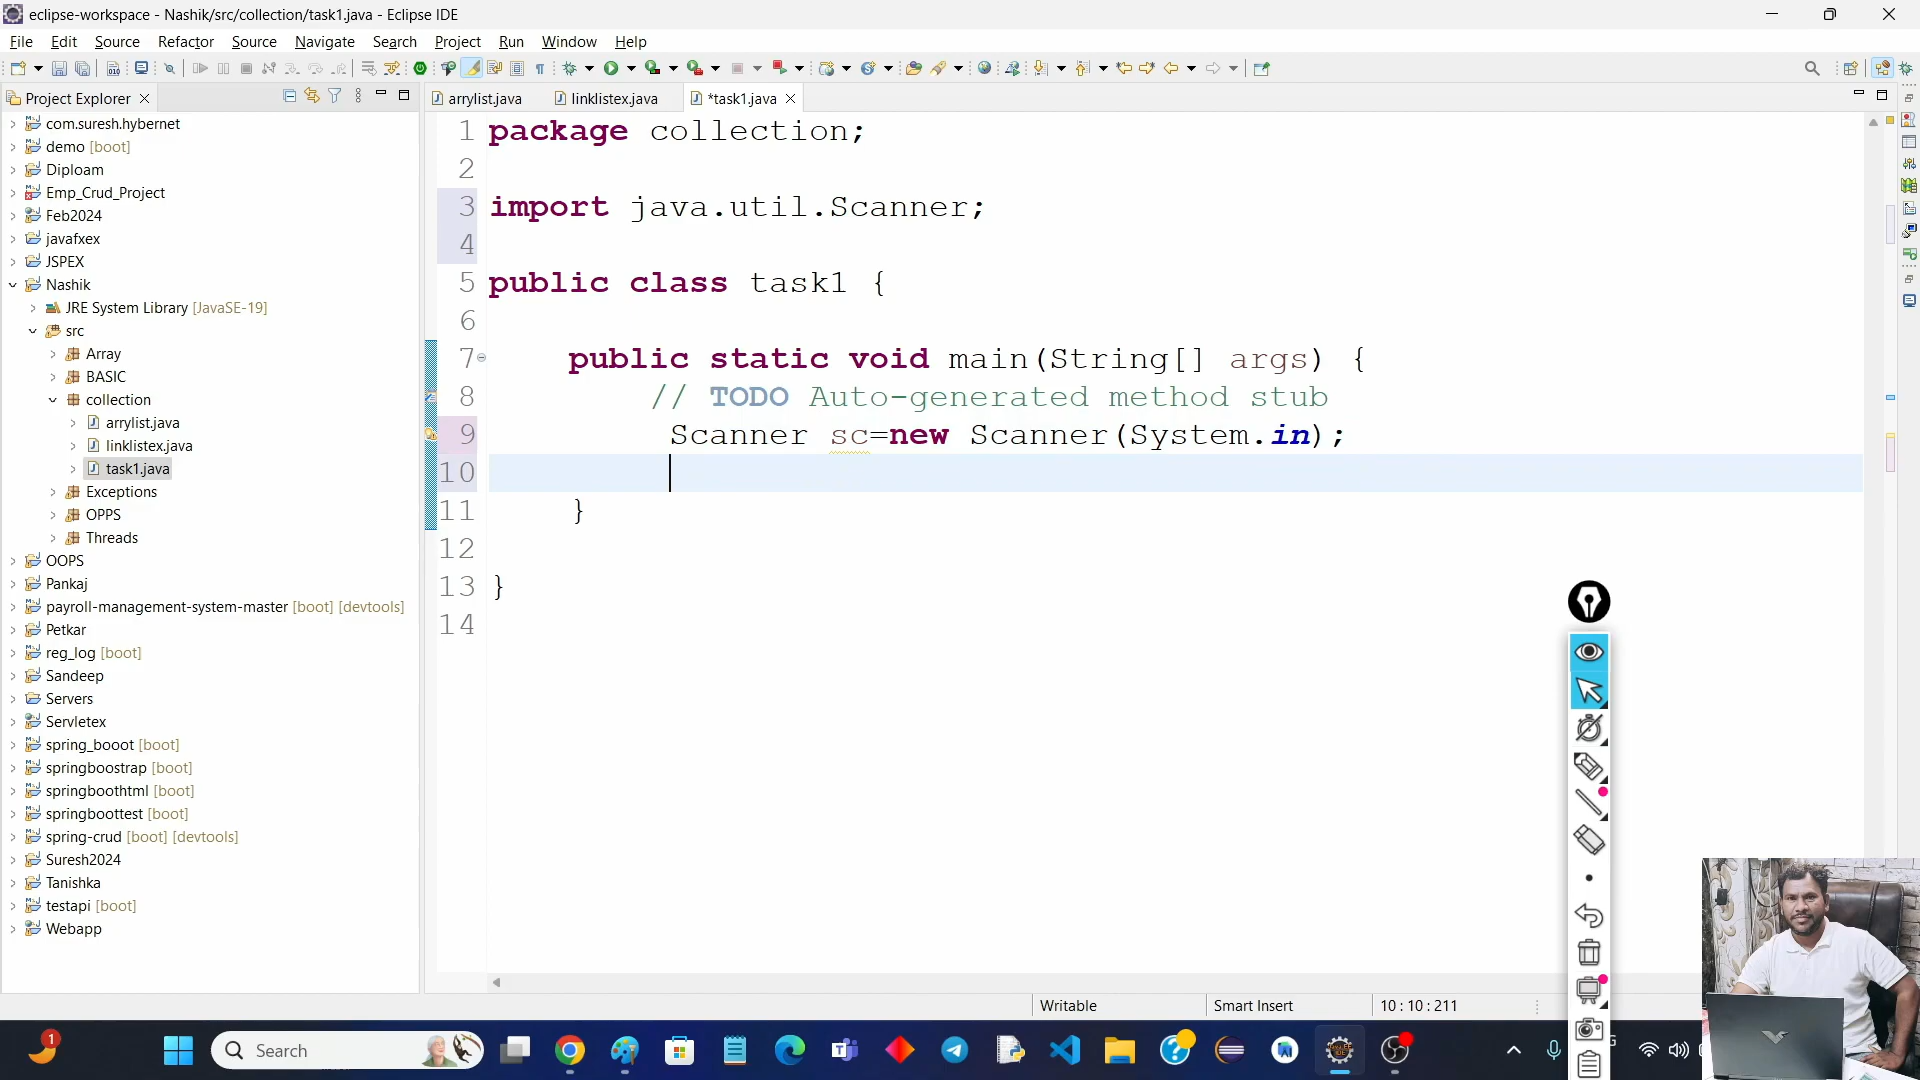 eclipse-workspace - Nashik/src/collection/task1.java - Eclipse IDE
File Edit Source Refactor Source Navigate Search Project Run Window Help
Project Explorer
arrylist.java linklistex.java *task1.java
com.suresh.hybernet
demo [boot]
Diploam
Emp_Crud_Project
Feb2024
javafxex
JSPEX
Nashik
JRE System Library [JavaSE-19]
src
Array
BASIC
collection
arrylist.java
linklistex.java
task1.java
Exceptions
OPPS
Threads
OOPS
Pankaj
payroll-management-system-master [boot] [devtools]
Petkar
reg_log [boot]
Sandeep
Servers
Servletex
spring_booot [boot]
springboostrap [boot]
springboothtml [boot]
springboottest [boot]
spring-crud [boot] [devtools]
Suresh2024
Tanishka
testapi [boot]
Webapp
1 package collection;
2
3 import java.util.Scanner;
4
5 public class task1 {
6
7 public static void main(String[] args) {
8 // TODO Auto-generated method stub
9 Scanner sc=new Scanner(System.in);
10
11 }
12
13 }
14
Writable Smart Insert 10 : 10 : 211
1 Search